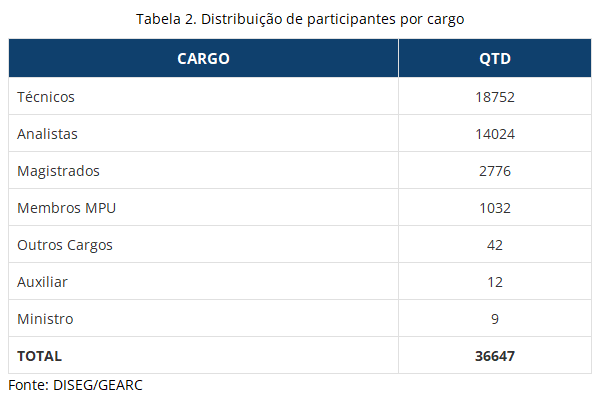 Tabela 2. Distribuição de participantes por cargo
CARGO QTD
Técnicos 18752
Analistas 14024
Magistrados 2776
Membros MPU 1032
Outros Cargos 42
Auxiliar 12
Ministro 9
TOTAL 36647
Fonte: DISEG/GEARC